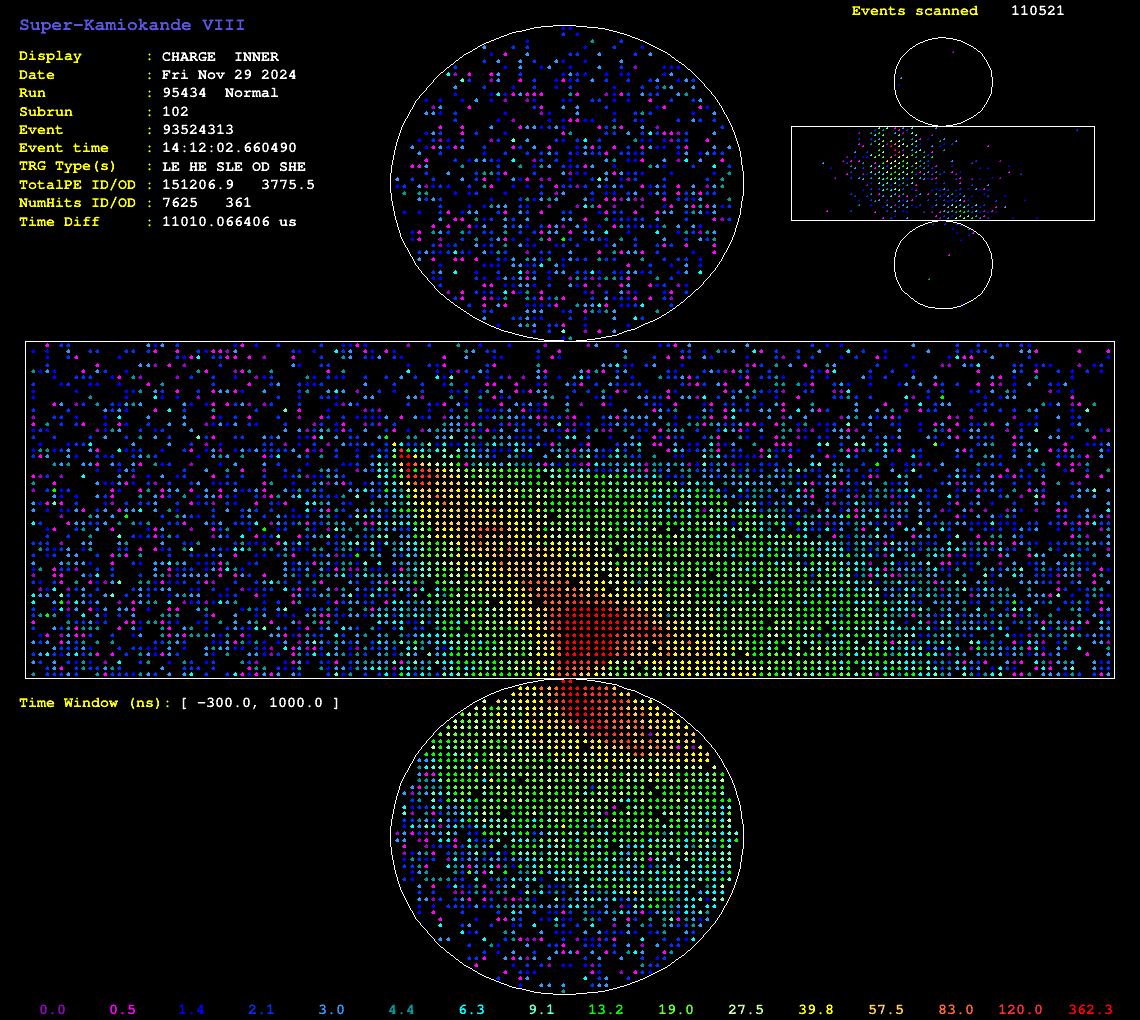 Super-Kamiokande VIII
Events scanned 110521
Display : CHARGE INNER
Date : Fri Nov 29 2024
Run : 95434 Normal
Subrun : 102
Event : 93524313
Event time : 14:12:02.660490
TRG Type(s) : LE HE SLE OD SHE
TotalPE ID/OD : 151206.9 3775.5
NumHits ID/OD : 7625 361
Time Diff : 11010.066406 us
Time Window (ns): [ -300.0, 1000.0 ]
0.0 0.5 1.4 2.1 3.0 4.4 6.3 9.1 13.2 19.0 27.5 39.8 57.5 83.0 120.0 362.3